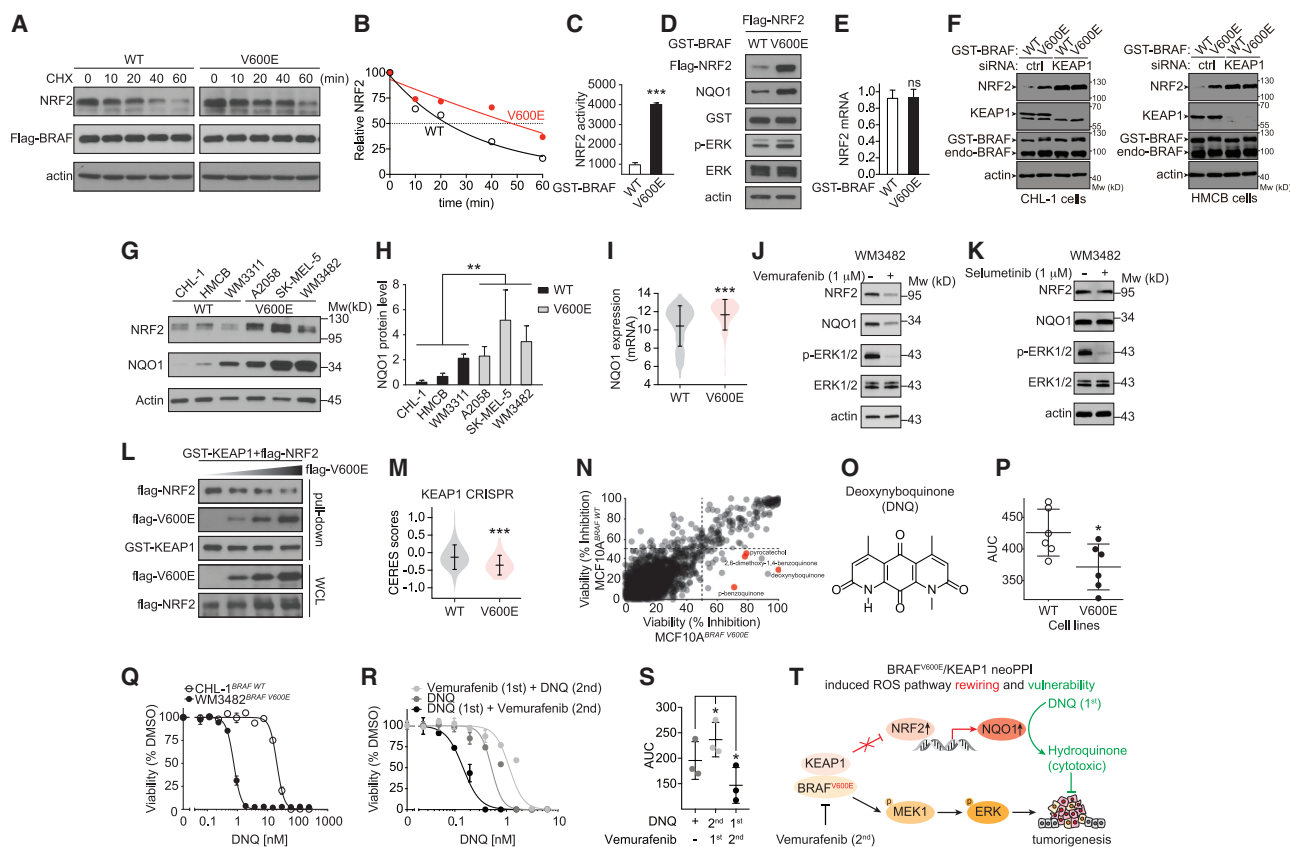 A
WT
V600E
CHX
0 10 20 40 60
0 10 20 40 60 (min)
NRF2
Flag-BRAF
actin
B
Relative NRF2
100
75
50
25
0
V600E
WT
0 10 20 30 40 50 60
time (min)
C
NRF2 activity
5000
4000
3000
2000
1000
***
GST-BRAF
WT
V600E
D
Flag-NRF2
GST-BRAF WT V600E
Flag-NRF2
NQO1
GST
p-ERK
ERK
actin
E
NRF2 mRNA
1.0
0.8
0.6
0.4
0.2
0.0
ns
GST-BRAF
WT
V600E
F
GST-BRAF: WT V600E WT V600E
siRNA: ctrl KEAP1
NRF2
KEAP1
GST-BRAF
endo-BRAF
actin
130
100
70
55
130
100
40
Mw (kD)
CHL-1 cells
GST-BRAF: WT V600E WT V600E
siRNA: ctrl KEAP1
NRF2
KEAP1
GST-BRAF
endo-BRAF
actin
130
100
70
55
130
100
40
Mw (kD)
HMCB cells
G
CHL-1 HMCB WM3311 A2058 SK-MEL-5 WM3482
WT V600E
Mw(kD)
NRF2
130
95
NQO1
34
Actin
45
H
NQO1 protein level
10
8
6
4
2
0
**
WT
V600E
CHL-1 HMCB WM3311 A2058 SK-MEL-5 WM3482
I
NQO1 expression
(mRNA)
14
12
10
8
6
4
***
WT V600E
J
WM3482
Vemurafenib (1 μM) - + Mw (kD)
NRF2 95
NQO1 34
p-ERK1/2 43
ERK1/2 43
actin 43
K
WM3482
Selumetinib (1 μM) - + Mw (kD)
NRF2 95
NQO1 34
p-ERK1/2 43
ERK1/2 43
actin 43
L
GST-KEAP1+flag-NRF2
flag-V600E
flag-NRF2
flag-V600E
GST-KEAP1
flag-V600E
flag-NRF2
pull-down
WCL
M
KEAP1 CRISPR
CERES scores
1.0
0.5
0.0
-0.5
-1.0
***
WT V600E
N
Viability (% Inhibition)
MCF10A BRAF WT
100
80
60
40
20
0
pyrocatechol
2,6-dimethoxy-1,4-benzoquinone
deoxynyboquinone
p-benzoquinone
0 20 40 60 80 100
Viability (% Inhibition)
MCF10A BRAF V600E
O
Deoxynyboquinone
(DNQ)
O O
O N O N O
H
P
AUC
450
400
350
*
WT V600E
Cell lines
Q
CHL-1 BRAF WT
WM3482 BRAF V600E
Viability (% DMSO)
100
75
50
25
0
0 0.1 1 10 100
DNQ [nM]
R
Vemurafenib (1st) + DNQ (2nd)
DNQ
DNQ (1st) + Vemurafenib (2nd)
Viability (% DMSO)
100
75
50
25
0
0 0.1 1 10
DNQ [nM]
S
AUC
300
250
200
150
* *
DNQ + 2nd 1st
Vemurafenib - 1st 2nd
T
BRAFV600E/KEAP1 neoPPI
induced ROS pathway rewiring and vulnerability
DNQ (1st)
NRF2
NQO1
KEAP1
BRAFV600E
Hydroquinone
(cytotoxic)
P
MEK1
P
ERK
Vemurafenib (2nd)
tumorigenesis